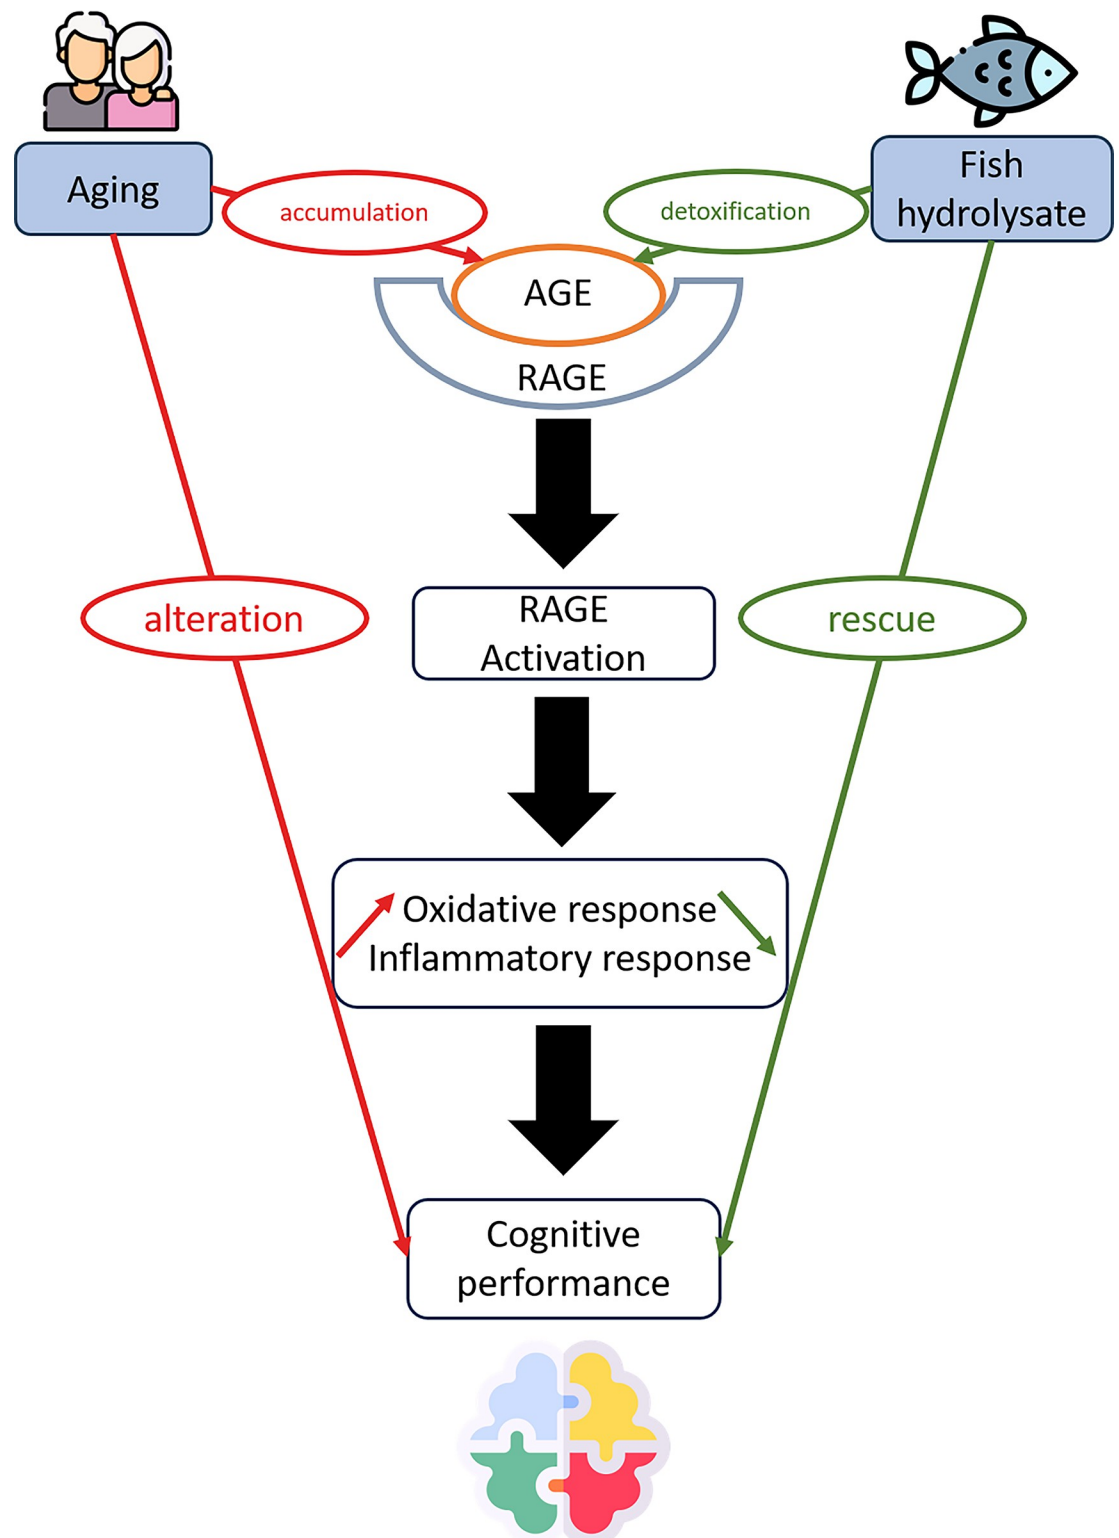 Aging
Fish
hydrolysate
accumulation
detoxification
AGE
RAGE
alteration
RAGE
Activation
rescue
Oxidative response
Inflammatory response
Cognitive
performance